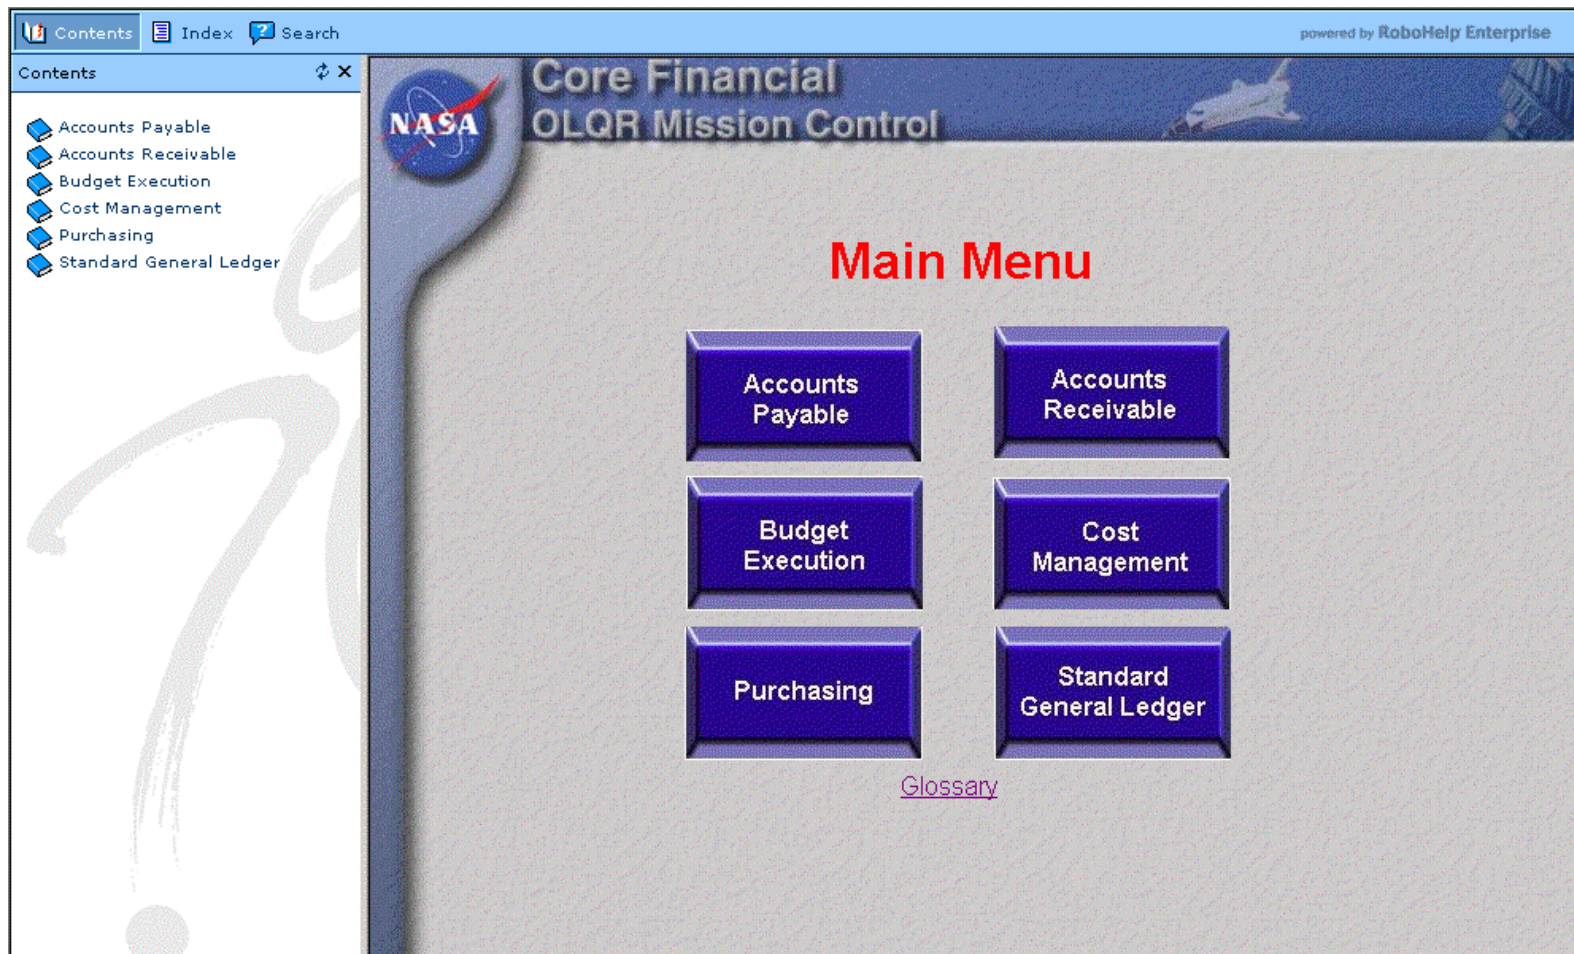 Contents Index Search powered by RoboHelp Enterprise
Contents
Accounts Payable
Accounts Receivable
Budget Execution
Cost Management
Purchasing
Standard General Ledger
NASA
Core Financial
OLQR Mission Control
Main Menu
Accounts
Payable
Accounts
Receivable
Budget
Execution
Cost
Management
Purchasing
Standard
General Ledger
Glossary